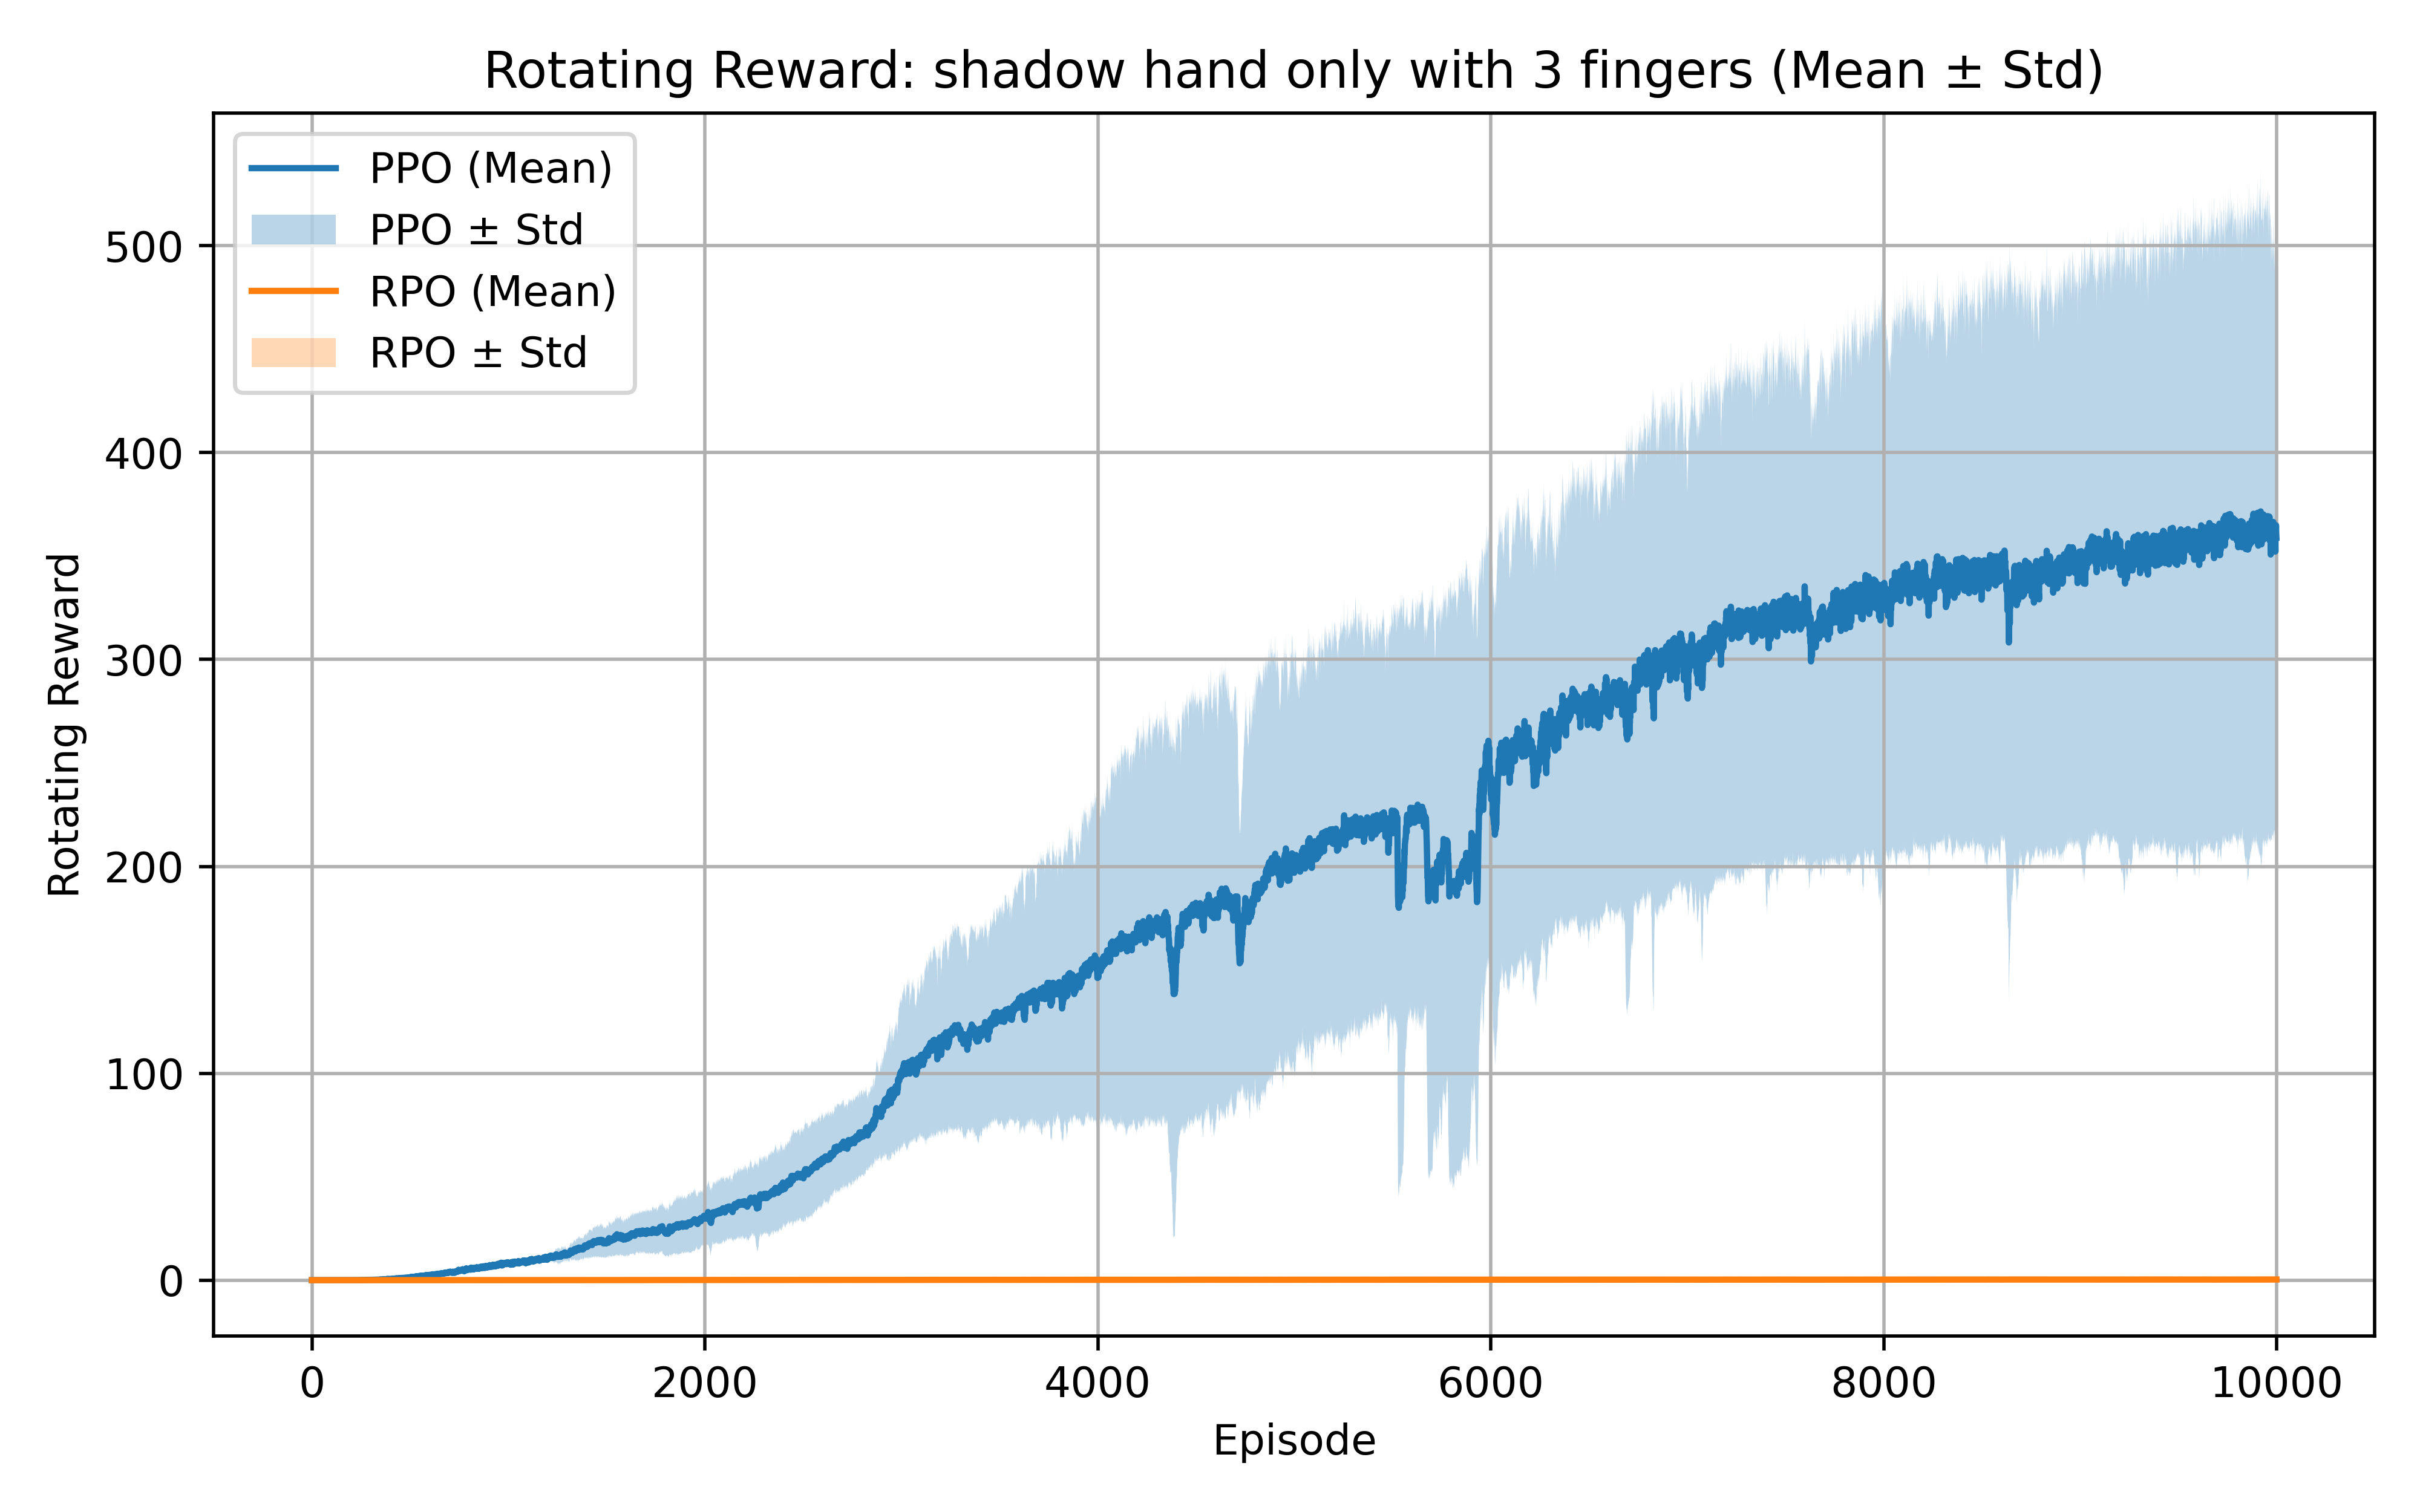 Rotating Reward: shadow hand only with 3 fingers (Mean ± Std)
PPO (Mean)
PPO ± Std
RPO (Mean)
RPO ± Std
500
400
300
200
100
0
Rotating Reward
0 2000 4000 6000 8000 10000
Episode